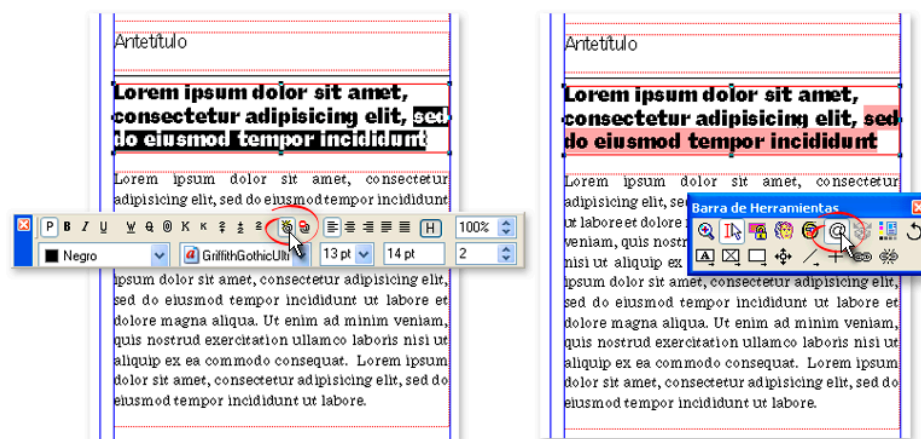 Antetítulo
Lorem ipsum dolor sit amet,
consectetur adipisicing elit, sed
do eiusmod tempor incididunt
Lorem ipsum dolor sit amet, consectetur
adipisicing elit, sed do eiusmod tempor incididunt
P B I U W Q K K 2 2 2 H 100%
Negro GriffithGothicUlt 13 pt 14 pt 2
ipsum dolor sit amet, consectetur adipisicing elit,
sed do eiusmod tempor incididunt ut labore et
dolore magna aliqua. Ut enim ad minim veniam,
quis nostrud exercitation ullamco laboris nisi ut
aliquip ex ea commodo consequat. Lorem ipsum
dolor sit amet, consectetur adipisicing elit, sed do
eiusmod tempor incididunt ut labore.
Antetítulo
Lorem ipsum dolor sit amet,
consectetur adipisicing elit, sed
do eiusmod tempor incididunt
Lorem ipsum dolor sit amet, consectetur
adipisicing
ut labore et dolore
veniam, quis nostr
nisi ut aliquip ex
Barra de Herramientas
A
ipsum dolor sit amet, consectetur adipisicing elit,
sed do eiusmod tempor incididunt ut labore et
dolore magna aliqua. Ut enim ad minim veniam,
quis nostrud exercitation ullamco laboris nisi ut
aliquip ex ea commodo consequat. Lorem ipsum
dolor sit amet, consectetur adipisicing elit, sed do
eiusmod tempor incididunt ut labore.